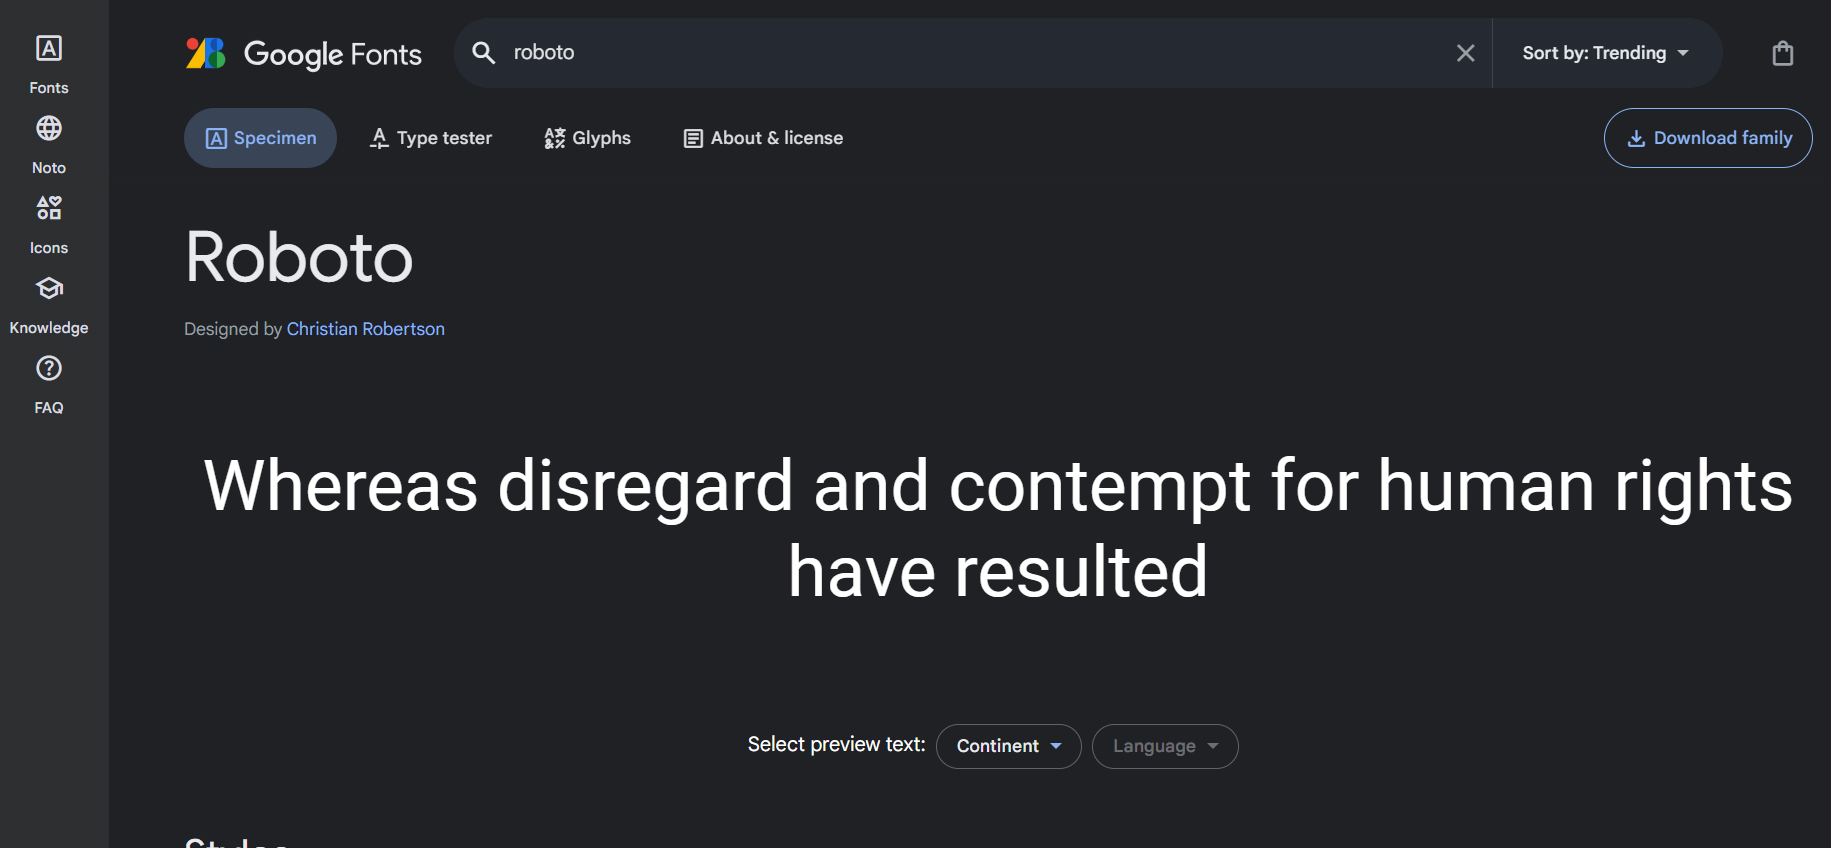 Fonts
Noto
Icons
Knowledge
FAQ
Google Fonts
roboto
Sort by: Trending
Specimen
Type tester
Glyphs
About & license
Download family
Roboto
Designed by Christian Robertson
Whereas disregard and contempt for human rights
have resulted
Select preview text:
Continent
Language